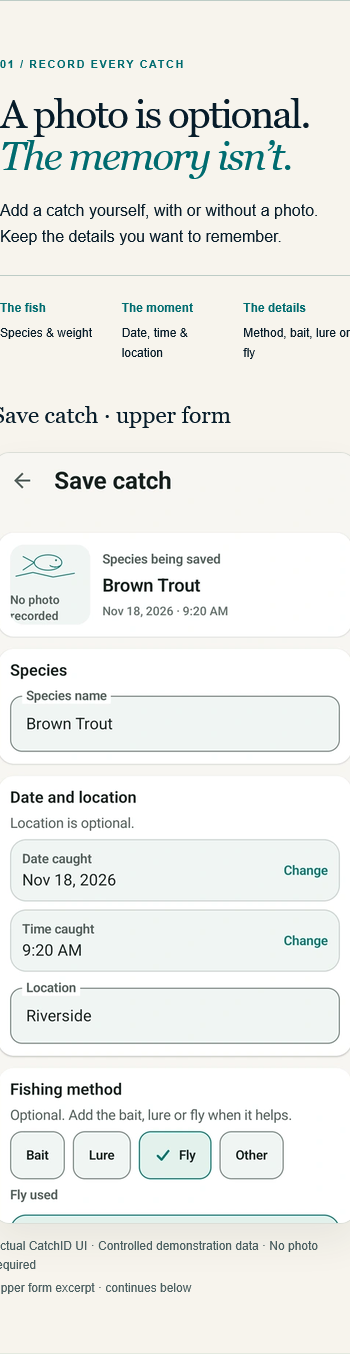 01 / RECORD EVERY CATCH
A photo is optional.
The memory isn’t.
Add a catch yourself, with or without a photo.
Keep the details you want to remember.
The fish
Species & weight
The moment
Date, time &
location
The details
Method, bait, lure or
fly
Save catch · upper form
Save catch
No photo
recorded
Species being saved
Brown Trout
Nov 18, 2026 · 9:20 AM
Species
Species name
Brown Trout
Date and location
Location is optional.
Date caught
Nov 18, 2026
Change
Time caught
9:20 AM
Change
Location
Riverside
Fishing method
Optional. Add the bait, lure or fly when it helps.
Bait
Lure
Fly
Other
Fly used
ctual CatchID UI · Controlled demonstration data · No photo
equired
pper form excerpt · continues below